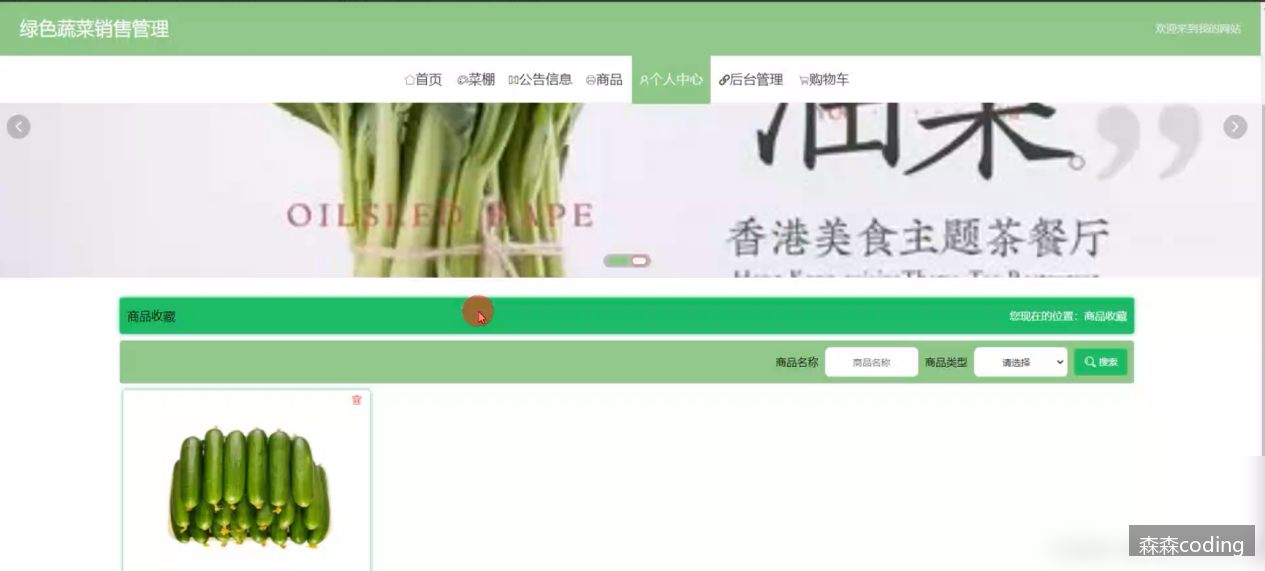 绿色蔬菜销售管理
欢迎来到我的网站
首页 菜棚 公告信息 商品 个人中心 后台管理 购物车
油菜
OILSEED RAPE
香港美食主题茶餐厅
商品收藏
您现在的位置：商品收藏
商品名称 商品名称 商品类型 请选择 搜索
森森coding